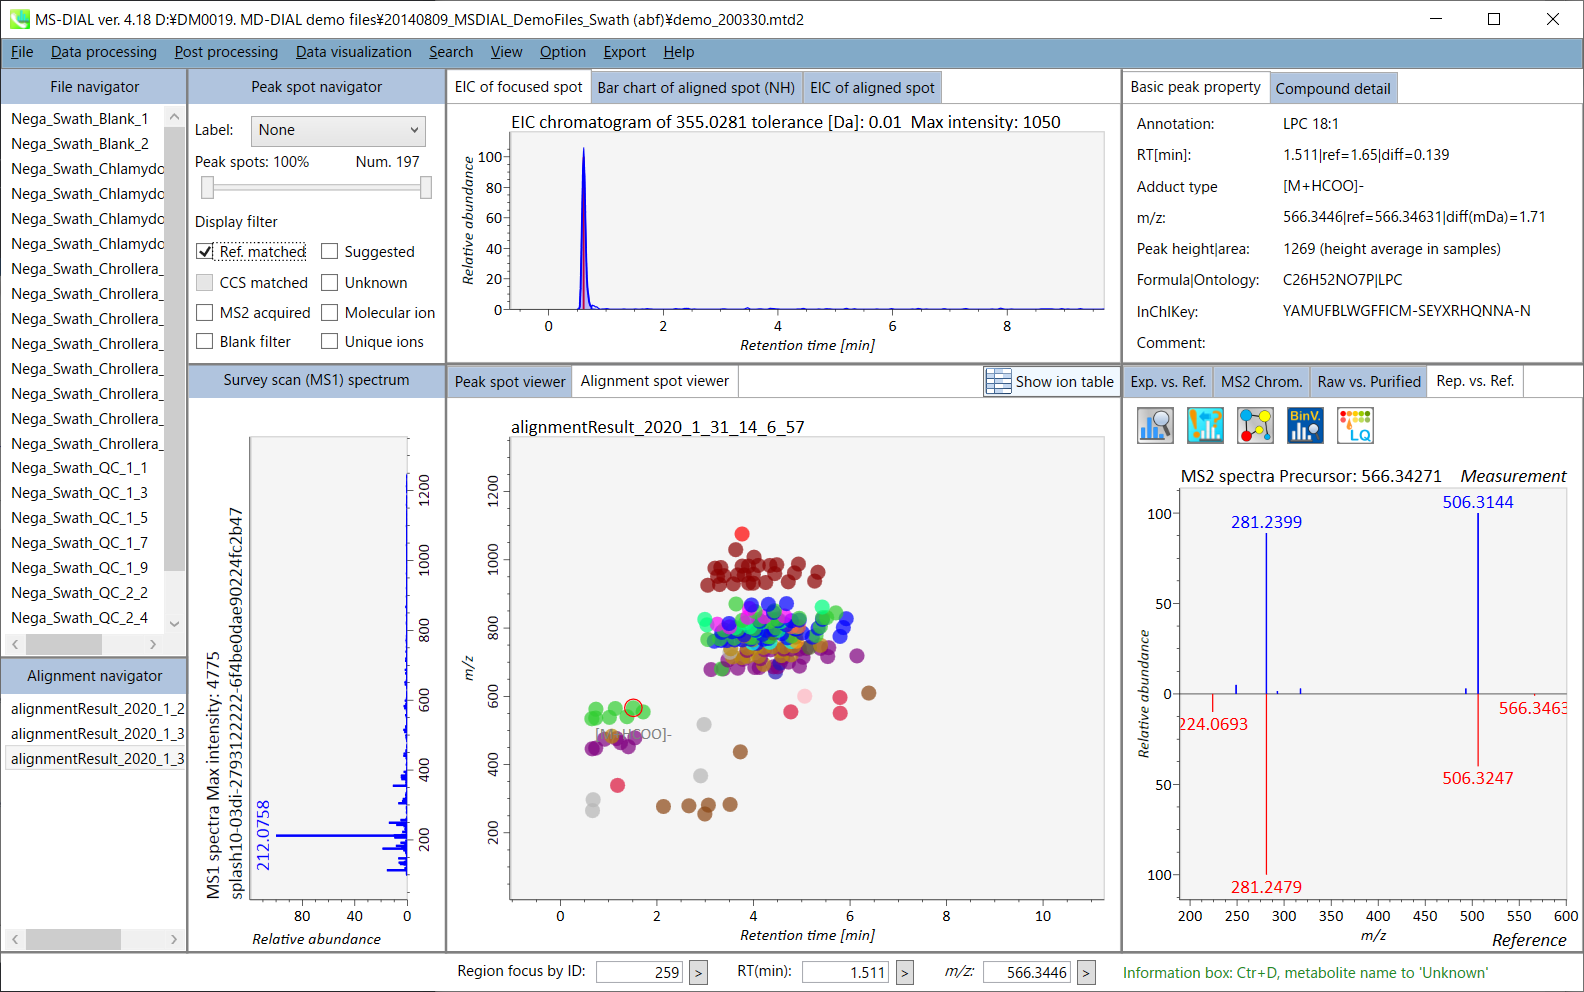 MS-DIAL ver. 4.18 D:¥DM0019. MD-DIAL demo files¥20140809_MSDIAL_DemoFiles_Swath (abf)¥demo_200330.mtd2
File Data processing Post processing Data visualization Search View Option Export Help
File navigator
Nega_Swath_Blank_1
Nega_Swath_Blank_2
Nega_Swath_Chlamydo
Nega_Swath_Chlamydo
Nega_Swath_Chlamydo
Nega_Swath_Chlamydo
Nega_Swath_Chrollera_
Nega_Swath_Chrollera_
Nega_Swath_Chrollera_
Nega_Swath_Chrollera_
Nega_Swath_Chrollera_
Nega_Swath_Chrollera_
Nega_Swath_Chrollera_
Nega_Swath_Chrollera_
Nega_Swath_QC_1_1
Nega_Swath_QC_1_3
Nega_Swath_QC_1_5
Nega_Swath_QC_1_7
Nega_Swath_QC_1_9
Nega_Swath_QC_2_2
Nega_Swath_QC_2_4
Alignment navigator
alignmentResult_2020_1_2
alignmentResult_2020_1_3
alignmentResult_2020_1_3
Peak spot navigator
Label: None
Peak spots: 100% Num. 197
Display filter
Ref. matched Suggested
CCS matched Unknown
MS2 acquired Molecular ion
Blank filter Unique ions
Survey scan (MS1) spectrum
MS1 spectra Max intensity: 4775
splash10-03di-2793122222-6f4be0dae90224fc2b47
212.0758
1200
1000
800
600
400
200
80 40 0
Relative abundance
EIC of focused spot Bar chart of aligned spot (NH) EIC of aligned spot
EIC chromatogram of 355.0281 tolerance [Da]: 0.01 Max intensity: 1050
Relative abundance
100
80
60
40
20
0
0 2 4 6 8
Retention time [min]
Peak spot viewer Alignment spot viewer Show ion table
alignmentResult_2020_1_31_14_6_57
m/z
1200
1000
800
600
400
200
[M+HCOO]-
0 2 4 6 8 10
Retention time [min]
Basic peak property Compound detail
Annotation: LPC 18:1
RT[min]: 1.511|ref=1.65|diff=0.139
Adduct type [M+HCOO]-
m/z: 566.3446|ref=566.34631|diff(mDa)=1.71
Peak height|area: 1269 (height average in samples)
Formula|Ontology: C26H52NO7P|LPC
InChIKey: YAMUFBLWGFFICM-SEYXRHQNNA-N
Comment:
Exp. vs. Ref. MS2 Chrom. Raw vs. Purified Rep. vs. Ref.
BinV.
LQ
MS2 spectra Precursor: 566.34271 Measurement
506.3144
281.2399
Relative abundance
100
50
0
50
100
224.0693
566.3463
506.3247
281.2479
200 250 300 350 400 450 500 550 600
m/z
Reference
Region focus by ID: 259 > RT(min): 1.511 > m/z: 566.3446 > Information box: Ctr+D, metabolite name to 'Unknown'